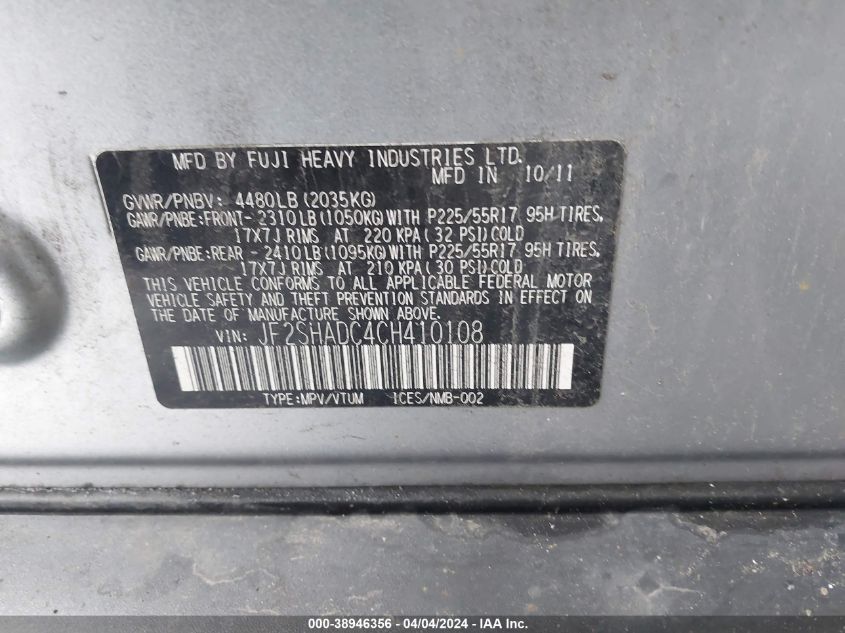 MFD BY FUJI HEAVY INDUSTRIES LTD.
MFD IN 10/11
GVWR/PNBV: 4480LB (2035KG)
GAWR/PNBE:FRONT- 2310LB(1050KG)WITH P225/55R17 95H TIRES,
17X7J RIMS AT 220 KPA( 32 PSI)COLD
GAWR/PNBE:REAR - 2410LB(1095KG)WITH P225/55R17 95H TIRES,
17X7J RIMS AT 210 KPA( 30 PSI)COLD
THIS VEHICLE CONFORMS TO ALL APPLICABLE FEDERAL MOTOR
VEHICLE SAFETY AND THEFT PREVENTION STANDARDS IN EFFECT ON
THE DATE OF MANUFACTURE SHOWN ABOVE.
VIN: JF2SHADC4CH410108
TYPE:MPV/VTUM ICES/NMB-002
000-38946356 - 04/04/2024 - IAA Inc.